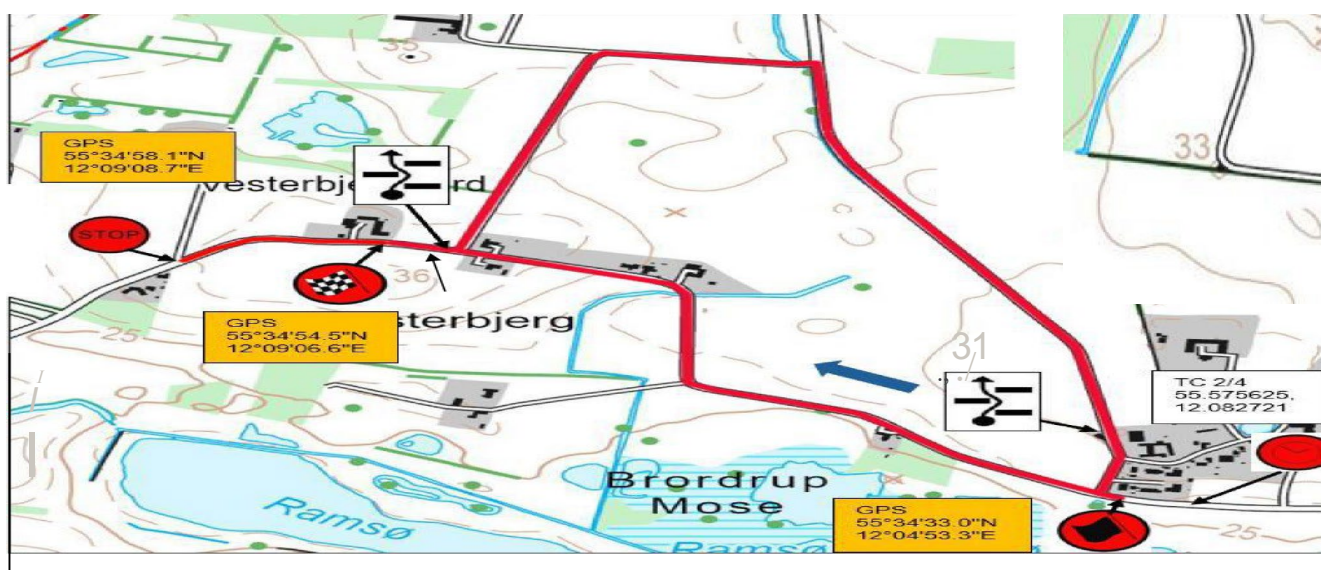 35
GPS
55°34'58.1"N
12°09'08.7"E
33
STOP
36
GPS
55°34'54.5"N
12°09'06.6"E
sterbjerg
25
31
TC 2/4
55.575625,
12.082721
Brordrup
Mose
Ramsø
GPS
55°34'33.0"N
12°04'53.3"E
25
Ramsø